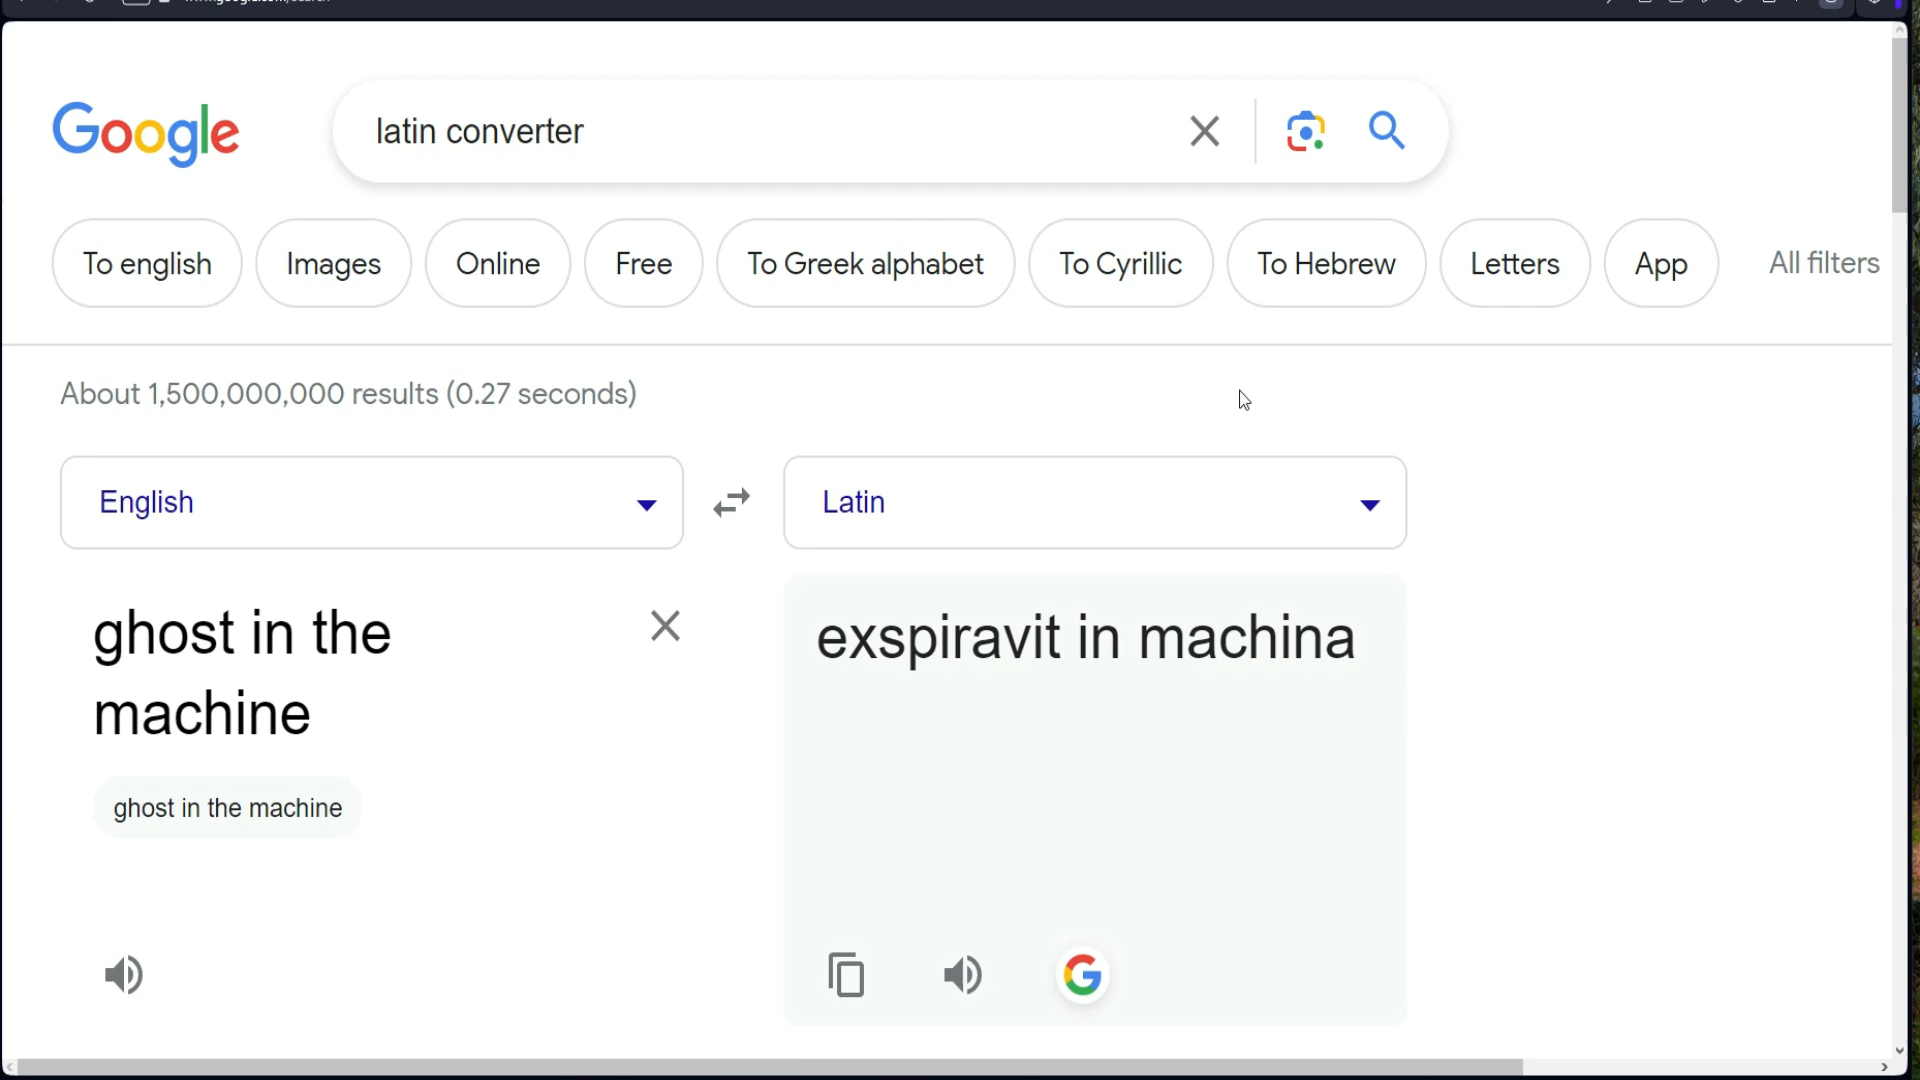 Google
latin converter
To english
Images
Online
Free
To Greek alphabet
To Cyrillic
To Hebrew
Letters
App
All filters
About 1,500,000,000 results (0.27 seconds)
English
Latin
ghost in the
machine
ghost in the machine
exspiravit in machina